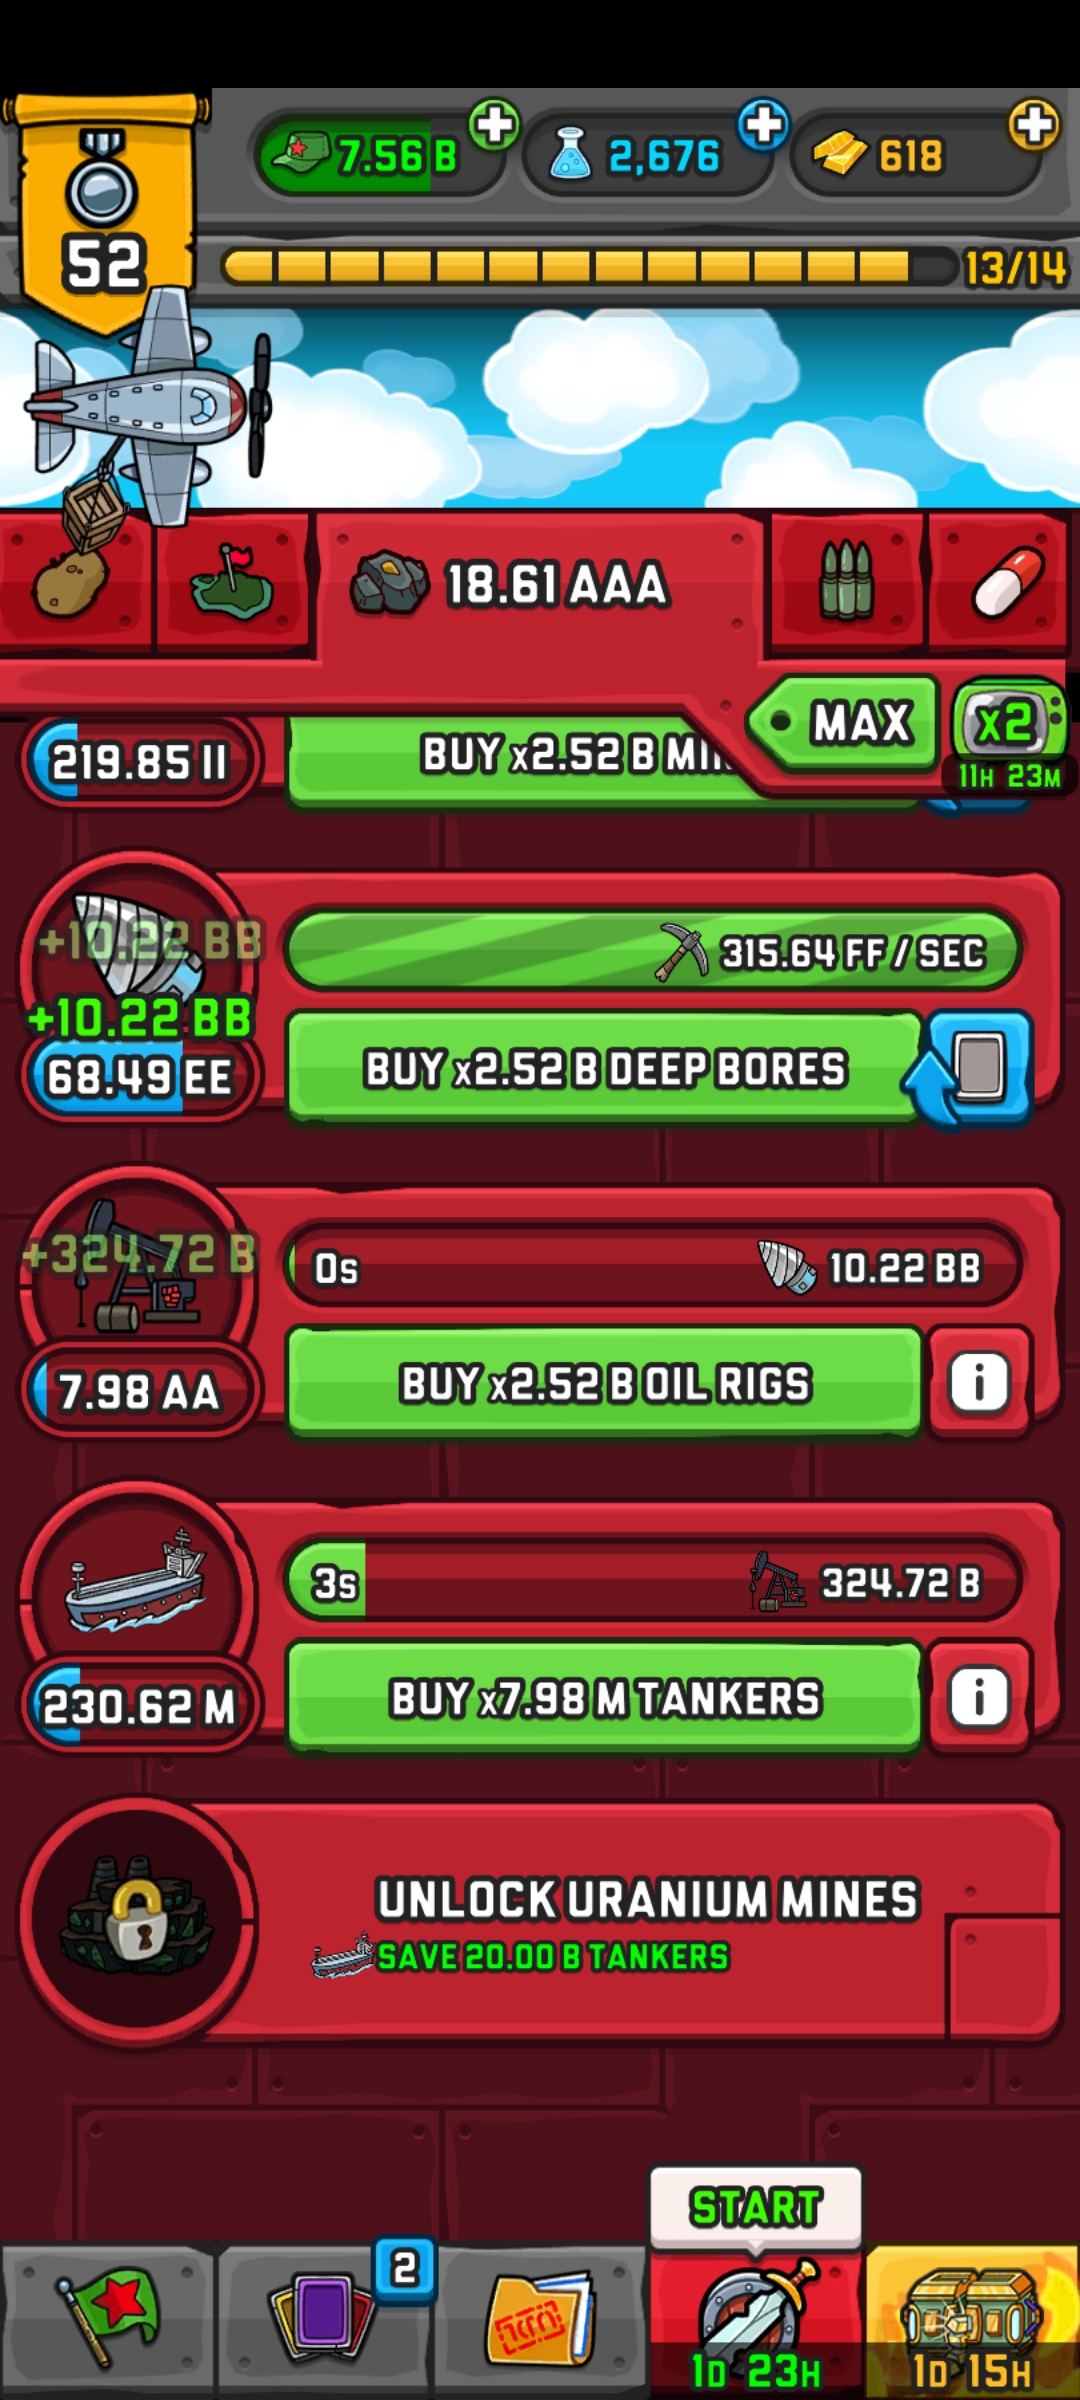 7.56 B
2,676
618
52
13/14
18.61 AAA
MAX
x2
11H 23M
219.85 II
BUY x2.52 B
+10.22 BB
315.64 FF / SEC
+10.22 BB
68.49 EE
BUY x2.52 B DEEP BORES
+324.72 B
0s
10.22 BB
7.98 AA
BUY x2.52 B OIL RIGS
i
3s
324.72 B
230.62 M
BUY x7.98 M TANKERS
i
UNLOCK URANIUM MINES
SAVE 20.00 B TANKERS
START
2
1D 23H
1D 15H